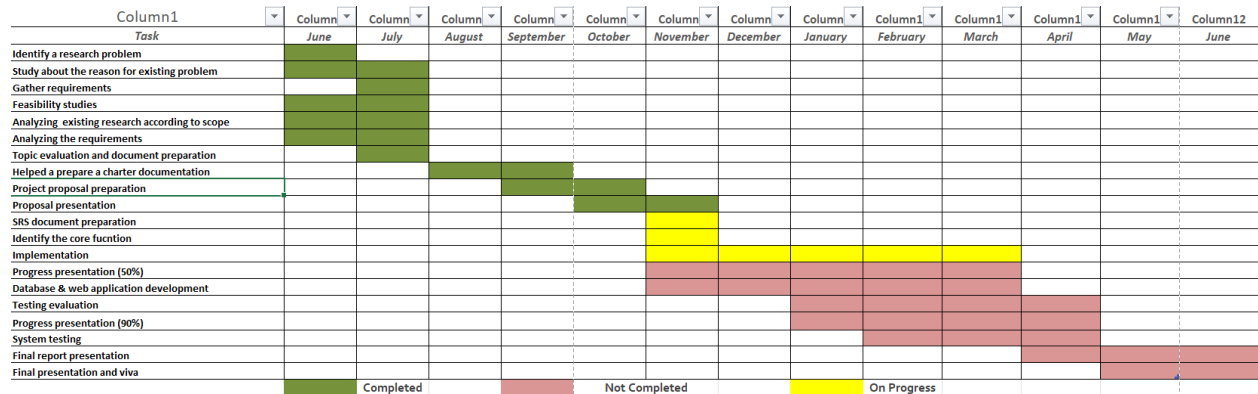 Column1 Column Column Column Column Column Column Column Column Column1 Column1 Column1 Column1 Column12
Task June July August September October November December January February March April May June
Identify a research problem
Study about the reason for existing problem
Gather requirements
Feasibility studies
Analyzing existing research according to scope
Analyzing the requirements
Topic evaluation and document preparation
Helped a prepare a charter documentation
Project proposal preparation
Proposal presentation
SRS document preparation
Identify the core fucntion
Implementation
Progress presentation (50%)
Database & web application development
Testing evaluation
Progress presentation (90%)
System testing
Final report presentation
Final presentation and viva
Completed Not Completed On Progress